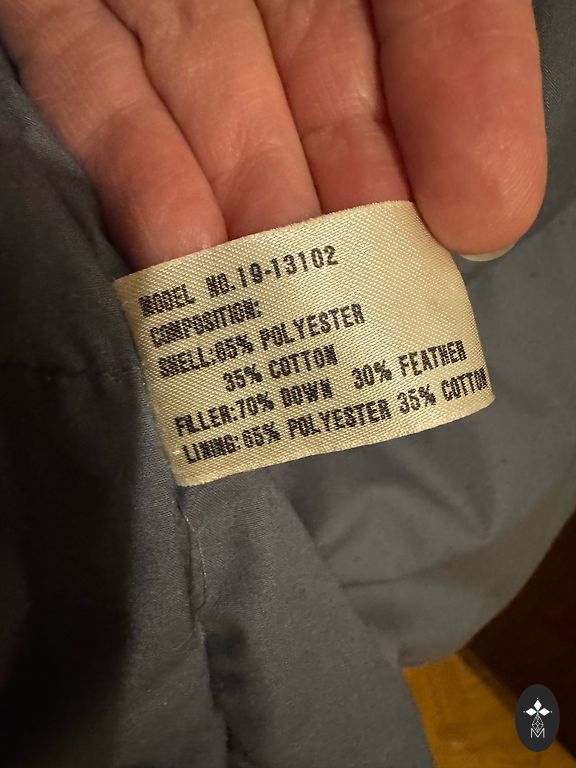 MODEL NO.19-13102
COMPOSITION:
SHELL:65% POLYESTER
35% COTTON
FILLER:70% DOWN 30% FEATHER
LINING:65% POLYESTER 35% COTTON
M